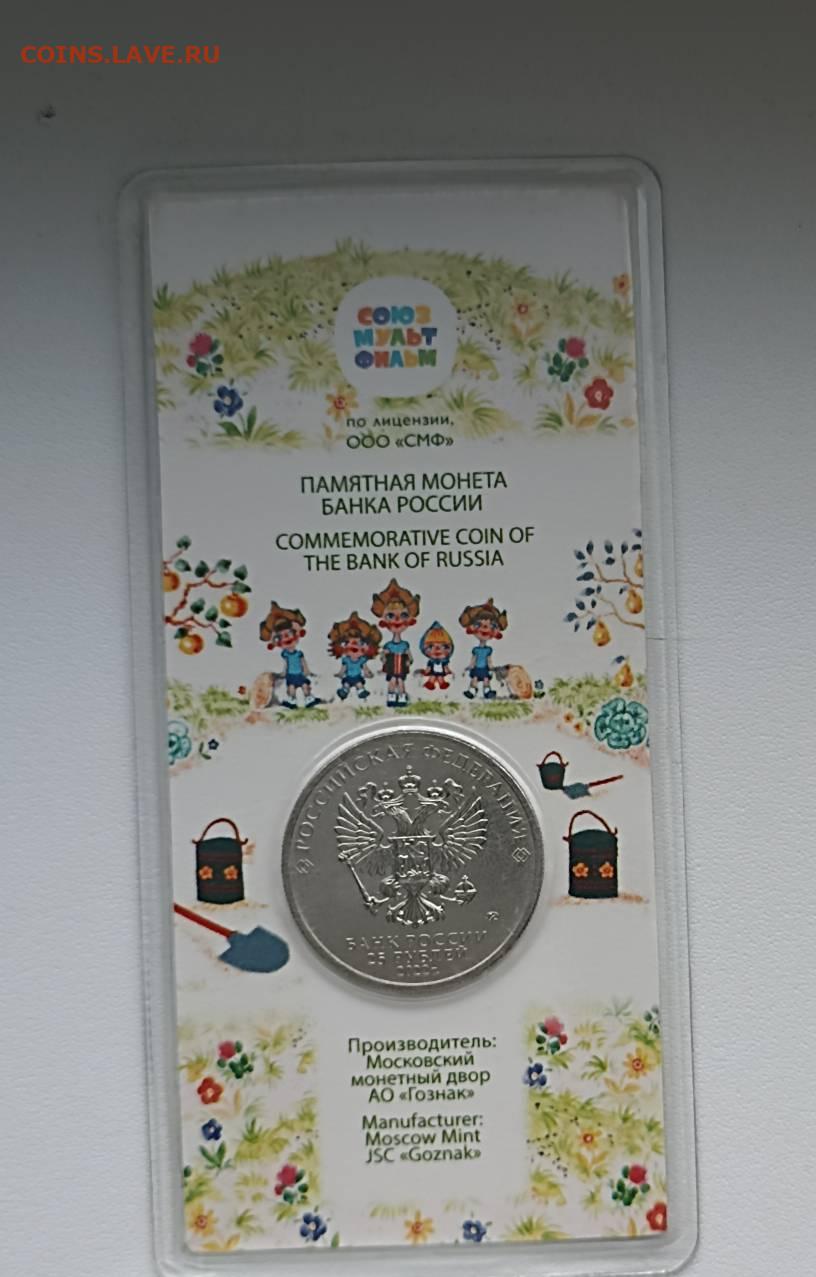 COINS.LAVE.RU
СОЮЗ
МУЛЬТ
ФИЛЬМ
по лицензии,
ООО «СМФ»
ПАМЯТНАЯ МОНЕТА
БАНКА РОССИИ
COMMEMORATIVE COIN OF
THE BANK OF RUSSIA
РОССИЙСКАЯ ФЕДЕРАЦИЯ
БАНК РОССИИ
25 РУБЛЕЙ
2022г.
Производитель:
Московский
монетный двор
АО «Гознак»
Manufacturer:
Moscow Mint
JSC «Goznak»